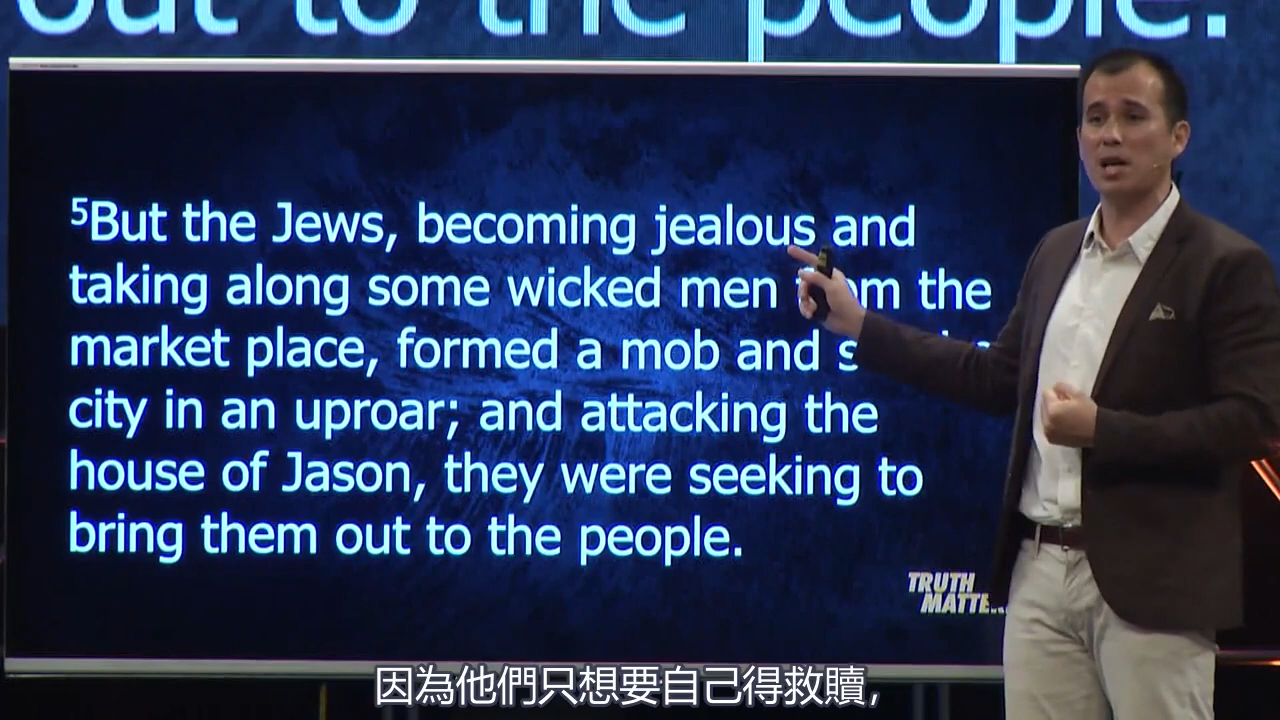 out to the people.
5But the Jews, becoming jealous and
taking along some wicked men the
market place, formed a mob and
city in an uproar; and attacking the
house of Jason, they were seeking to
bring them out to the people.
TRUTH
因為他們只想要自己得救贖,